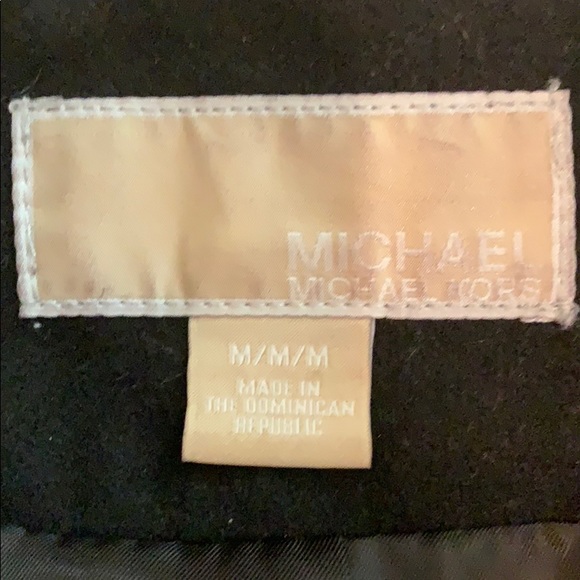 MICHAEL
MICHAEL KORS
M/M/M
MADE IN
THE DOMINICAN
REPUBLIC